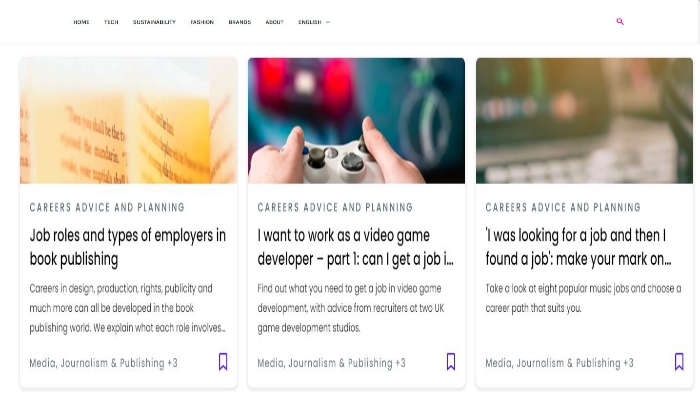 HOME TECH SUSTAINABILITY FASHION BRANDS ABOUT ENGLISH
CAREERS ADVICE AND PLANNING
Job roles and types of employers in
book publishing
Careers in design, production, rights, publicity and
much more can all be developed in the book
publishing world. We explain what each role involves...
Media, Journalism & Publishing +3
CAREERS ADVICE AND PLANNING
I want to work as a video game
developer – part 1: can I get a job i...
Find out what you need to get a job in video game
development, with advice from recruiters at two UK
game development studios.
Media, Journalism & Publishing +3
CAREERS ADVICE AND PLANNING
'I was looking for a job and then I
found a job': make your mark on...
Take a look at eight popular music jobs and choose a
career path that suits you.
Media, Journalism & Publishing +3